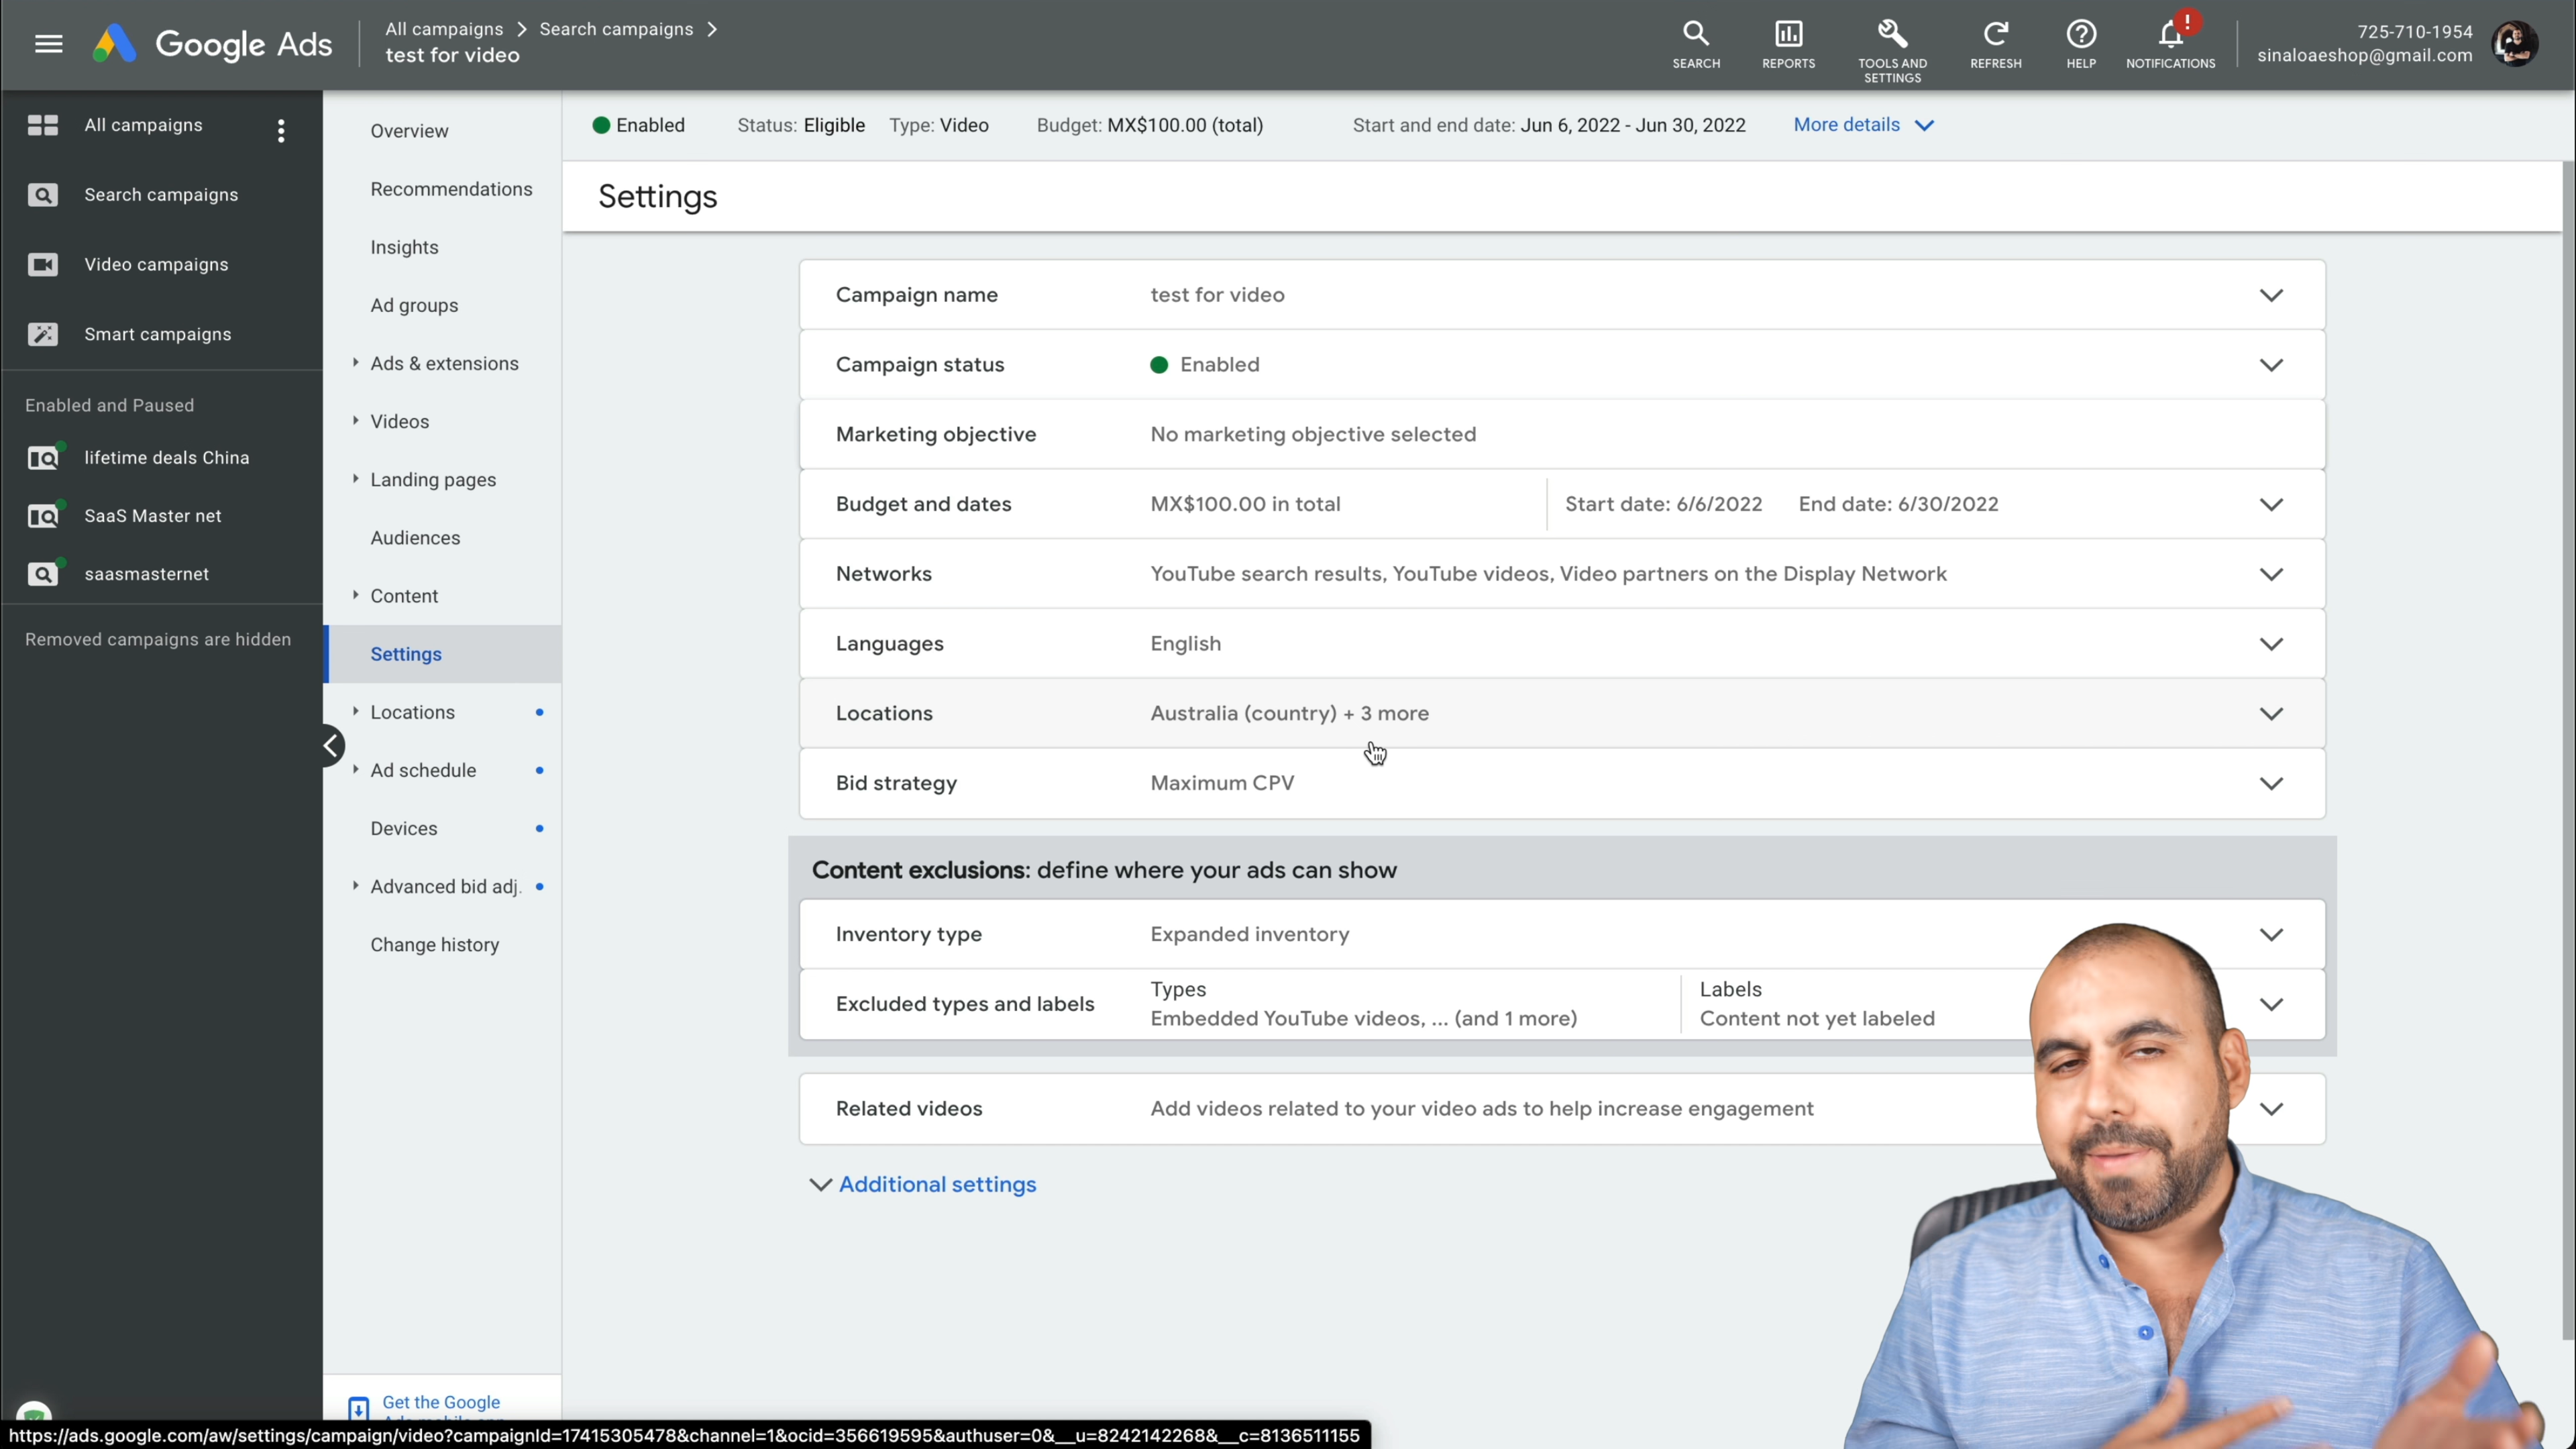 Google Ads
All campaigns > Search campaigns >
test for video
SEARCH
REPORTS
TOOLS AND
SETTINGS
REFRESH
HELP
!
NOTIFICATIONS
725-710-1954
sinaloaeshop@gmail.com
All campaigns
Search campaigns
Video campaigns
Smart campaigns
Enabled and Paused
lifetime deals China
SaaS Master net
saasmasternet
Removed campaigns are hidden
Overview
Recommendations
Insights
Ad groups
Ads & extensions
Videos
Landing pages
Audiences
Content
Settings
Locations
Ad schedule
Devices
Advanced bid adj.
Change history
Get the Google
Enabled Status: Eligible Type: Video Budget: MX$100.00 (total) Start and end date: Jun 6, 2022 - Jun 30, 2022 More details
Settings
Campaign name test for video
Campaign status Enabled
Marketing objective No marketing objective selected
Budget and dates MX$100.00 in total Start date: 6/6/2022 End date: 6/30/2022
Networks YouTube search results, YouTube videos, Video partners on the Display Network
Languages English
Locations Australia (country) + 3 more
Bid strategy Maximum CPV
Content exclusions: define where your ads can show
Inventory type Expanded inventory
Excluded types and labels
Types
Embedded YouTube videos, ... (and 1 more)
Labels
Content not yet labeled
Related videos Add videos related to your video ads to help increase engagement
Additional settings
https://ads.google.com/aw/settings/campaign/video?campaignId=17415305478&channel=1&ocid=356619595&authuser=0&__u=8242142268&__c=8136511155